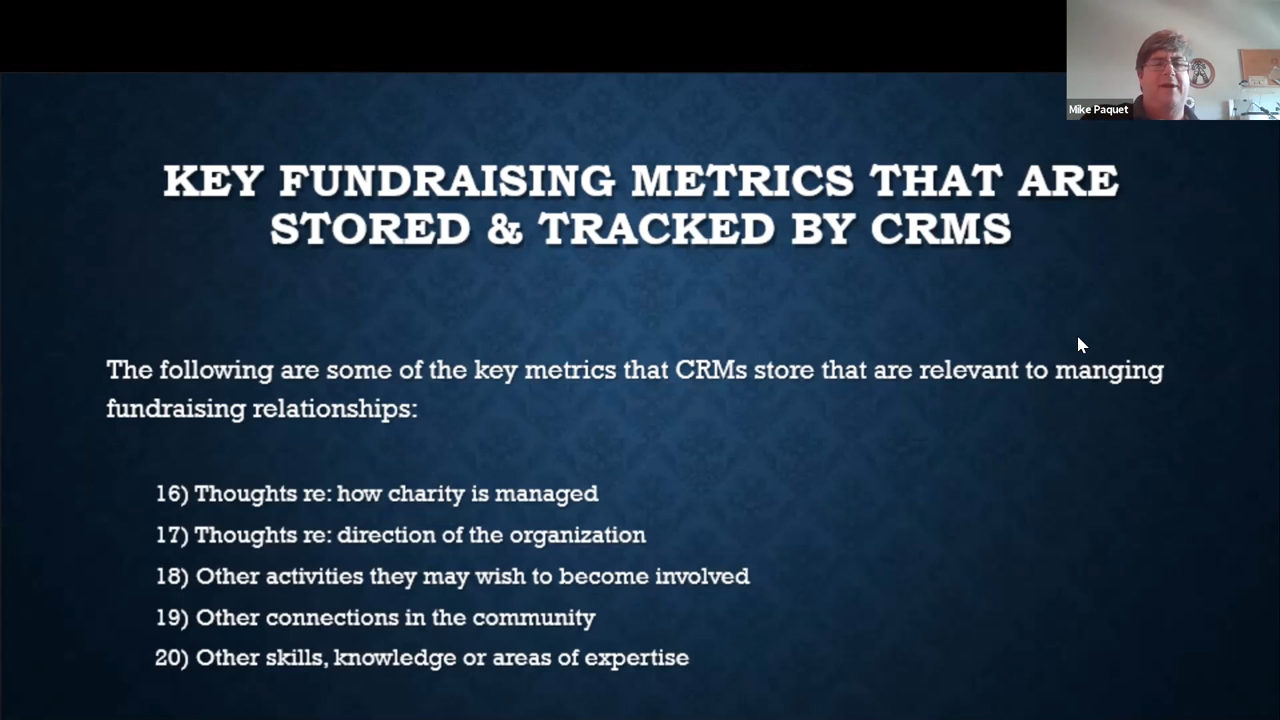 Mike Paquet
KEY FUNDRAISING METRICS THAT ARE
STORED & TRACKED BY CRMS
The following are some of the key metrics that CRMs store that are relevant to manging
fundraising relationships:
16) Thoughts re: how charity is managed
17) Thoughts re: direction of the organization
18) Other activities they may wish to become involved
19) Other connections in the community
20) Other skills, knowledge or areas of expertise